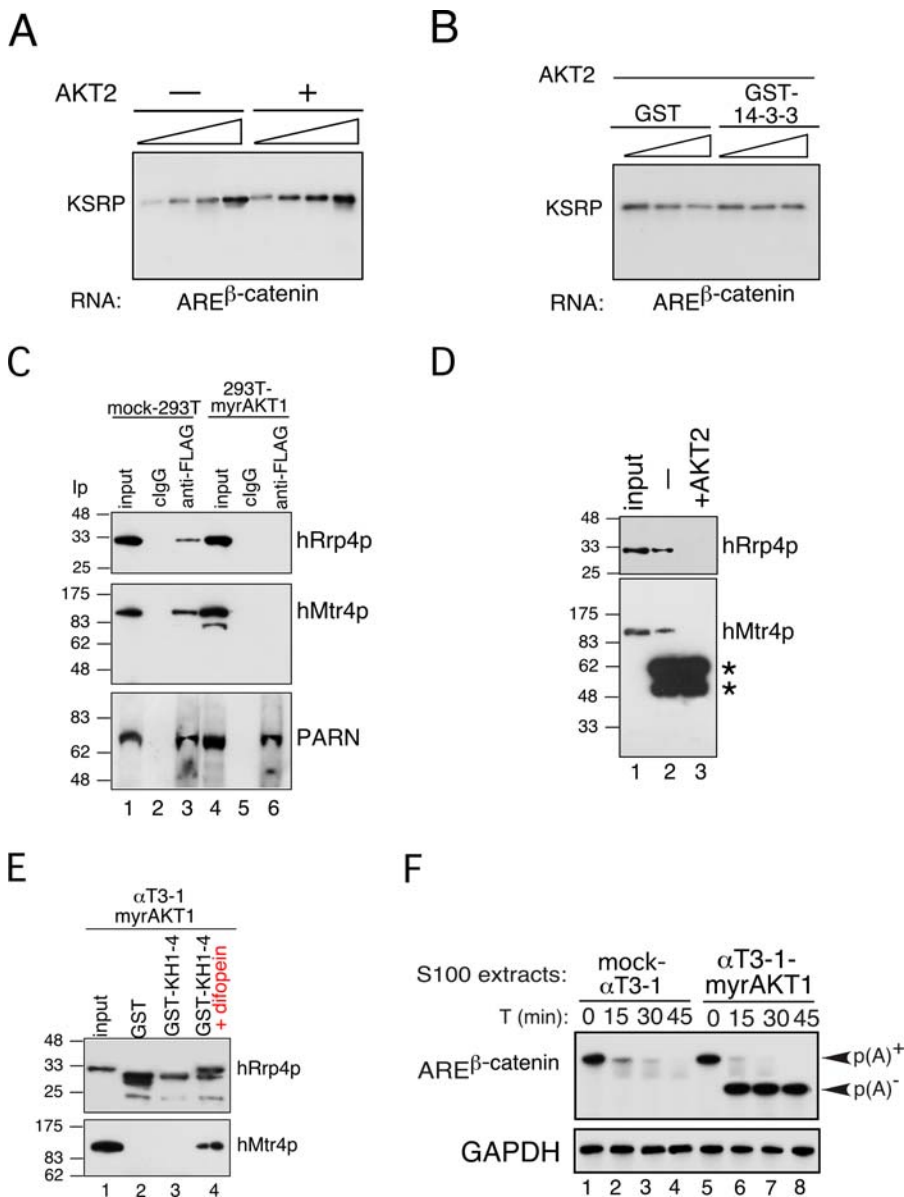 A
AKT2 — +
KSRP
RNA: ARE β-catenin
B
AKT2
GST GST-14-3-3
KSRP
RNA: ARE β-catenin
C
mock-293T 293T-myrAKT1
Ip input cIgG anti-FLAG input cIgG anti-FLAG
48
33 hRrp4p
25
175
83 hMtr4p
62
48
83
62 PARN
48
1 2 3 4 5 6
D
input — +AKT2
48
33 hRrp4p
25
175
83 hMtr4p
62 *
48 *
33
1 2 3
E
αT3-1
myrAKT1
input GST GST-KH1-4 GST-KH1-4 + difopein
48
33 hRrp4p
25
175
83 hMtr4p
62
1 2 3 4
F
S100 extracts: mock-αT3-1 αT3-1-myrAKT1
T (min): 0 15 30 45 0 15 30 45
ARE β-catenin p(A)+
p(A)-
GAPDH
1 2 3 4 5 6 7 8